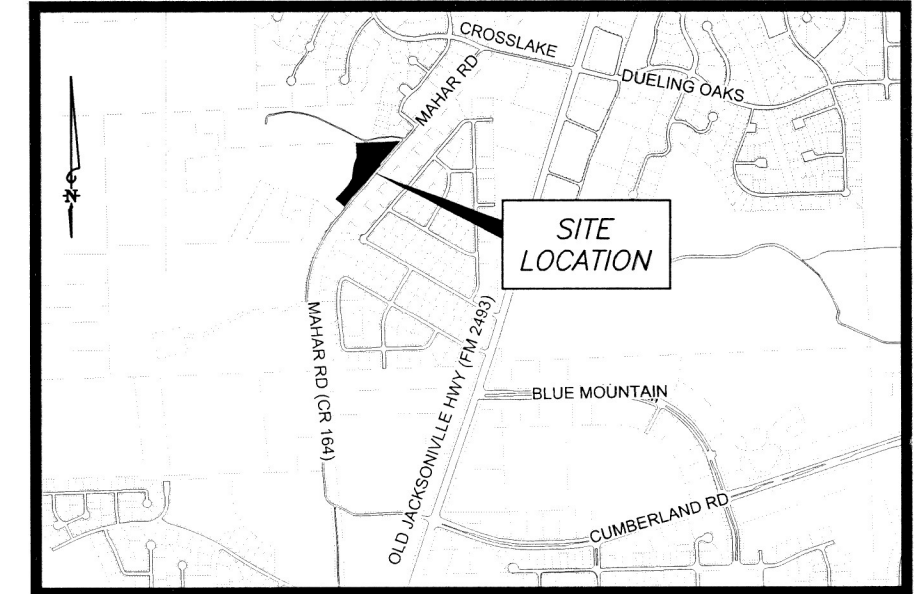 CROSSLAKE
MAHAR RD
DUELING OAKS
N
SITE
LOCATION
MAHAR RD (CR 164)
OLD JACKSONIVLLE HWY (FM 2493)
BLUE MOUNTAIN
CUMBERLAND RD